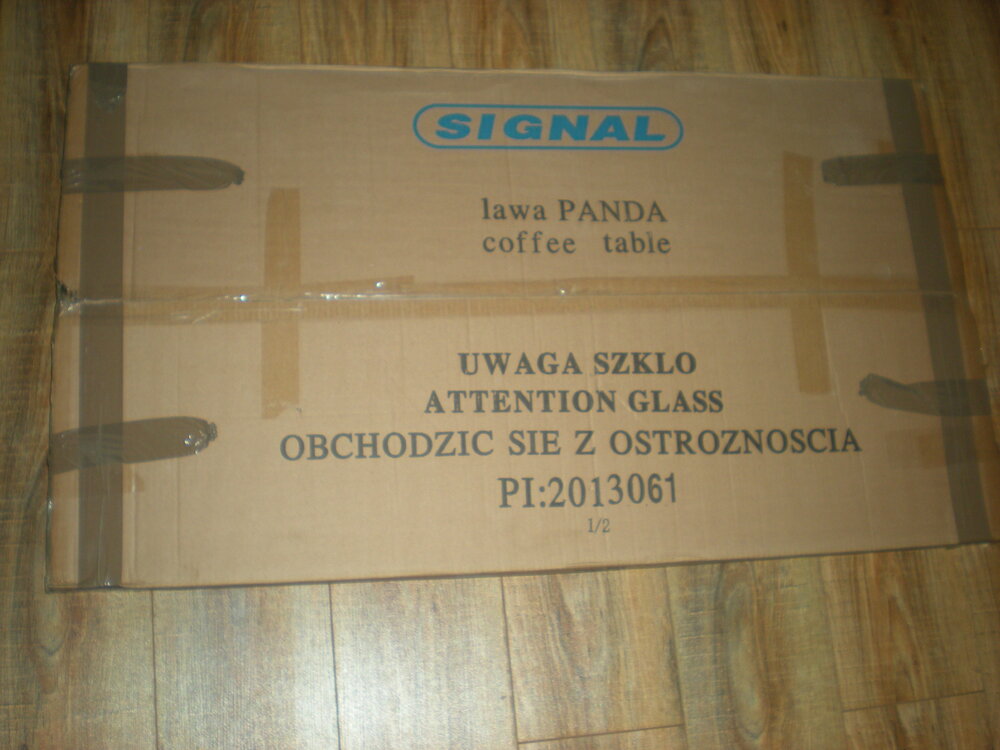 SIGNAL
lawa PANDA
coffee table
UWAGA SZKLO
ATTENTION GLASS
OBCHODZIC SIE Z OSTROZNOSCIA
PI:2013061
1/2